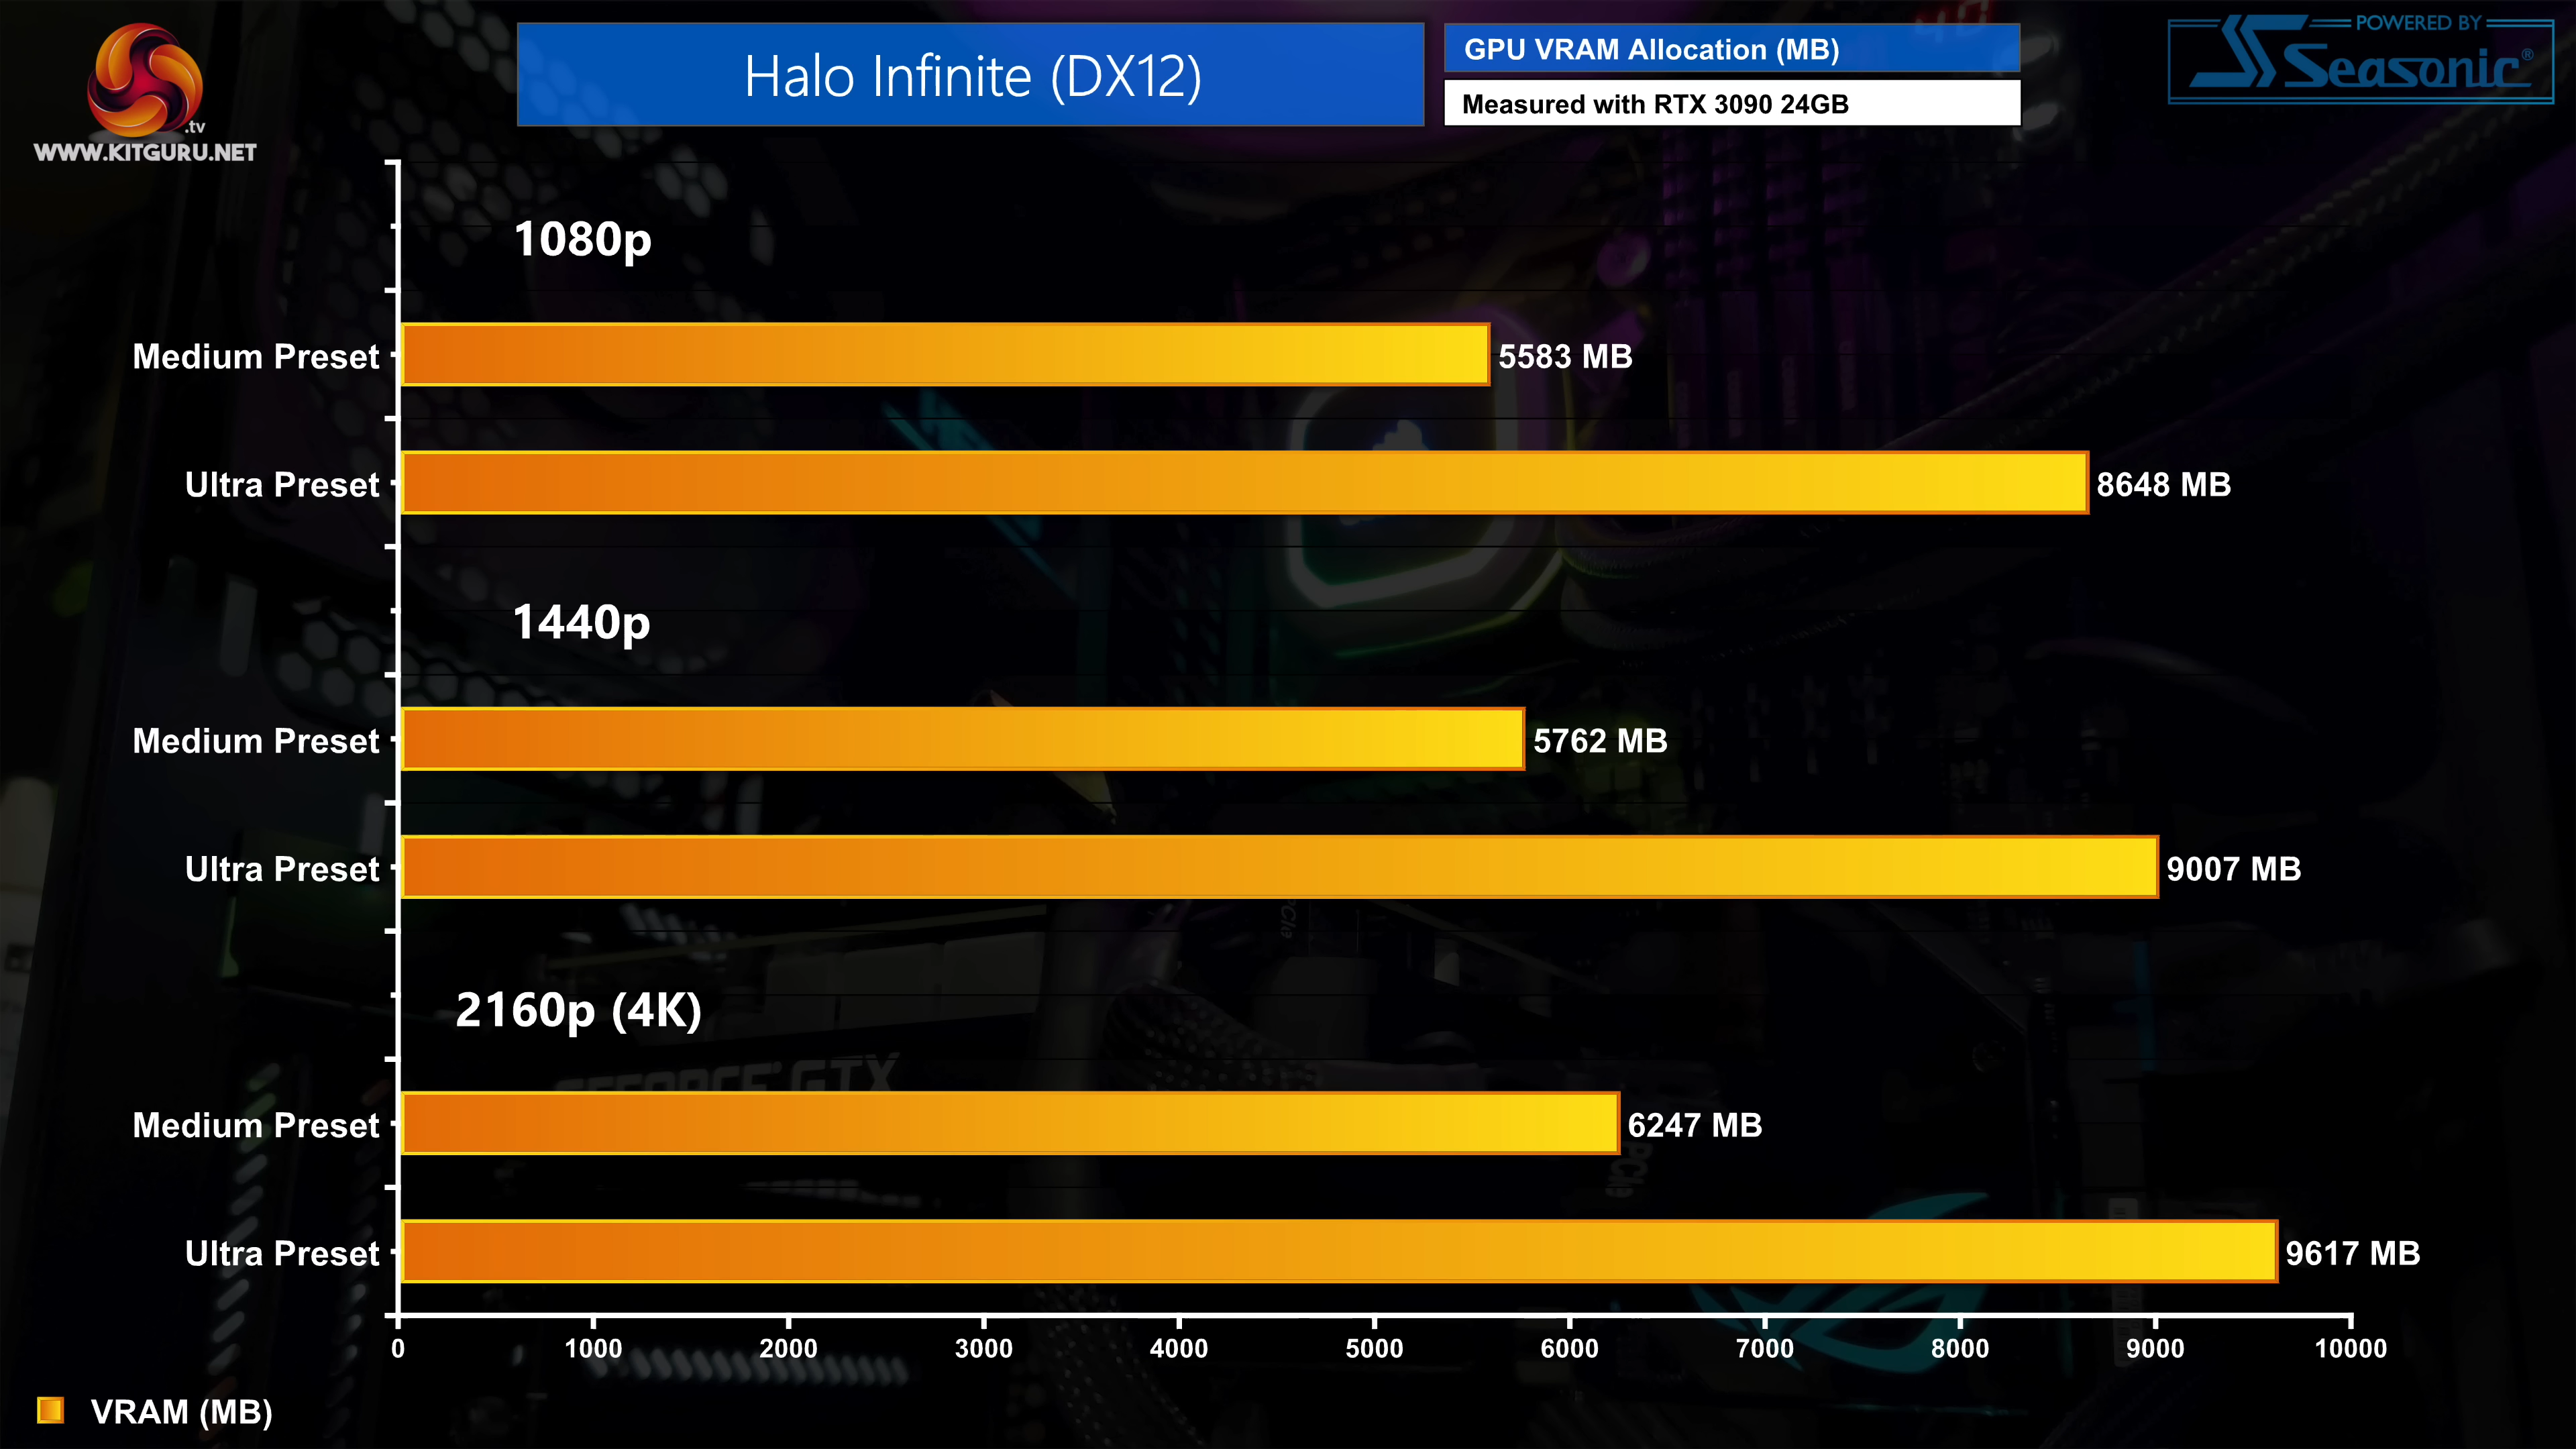 .tv
WWW.KITGURU.NET
Halo Infinite (DX12)
GPU VRAM Allocation (MB)
Measured with RTX 3090 24GB
POWERED BY
Seasonic®
1080p
Medium Preset 5583 MB
Ultra Preset 8648 MB
1440p
Medium Preset 5762 MB
Ultra Preset 9007 MB
2160p (4K)
GEFORCE GTX
Medium Preset 6247 MB
PCIe
Ultra Preset 9617 MB
0 1000 2000 3000 4000 5000 6000 7000 8000 9000 10000
VRAM (MB)